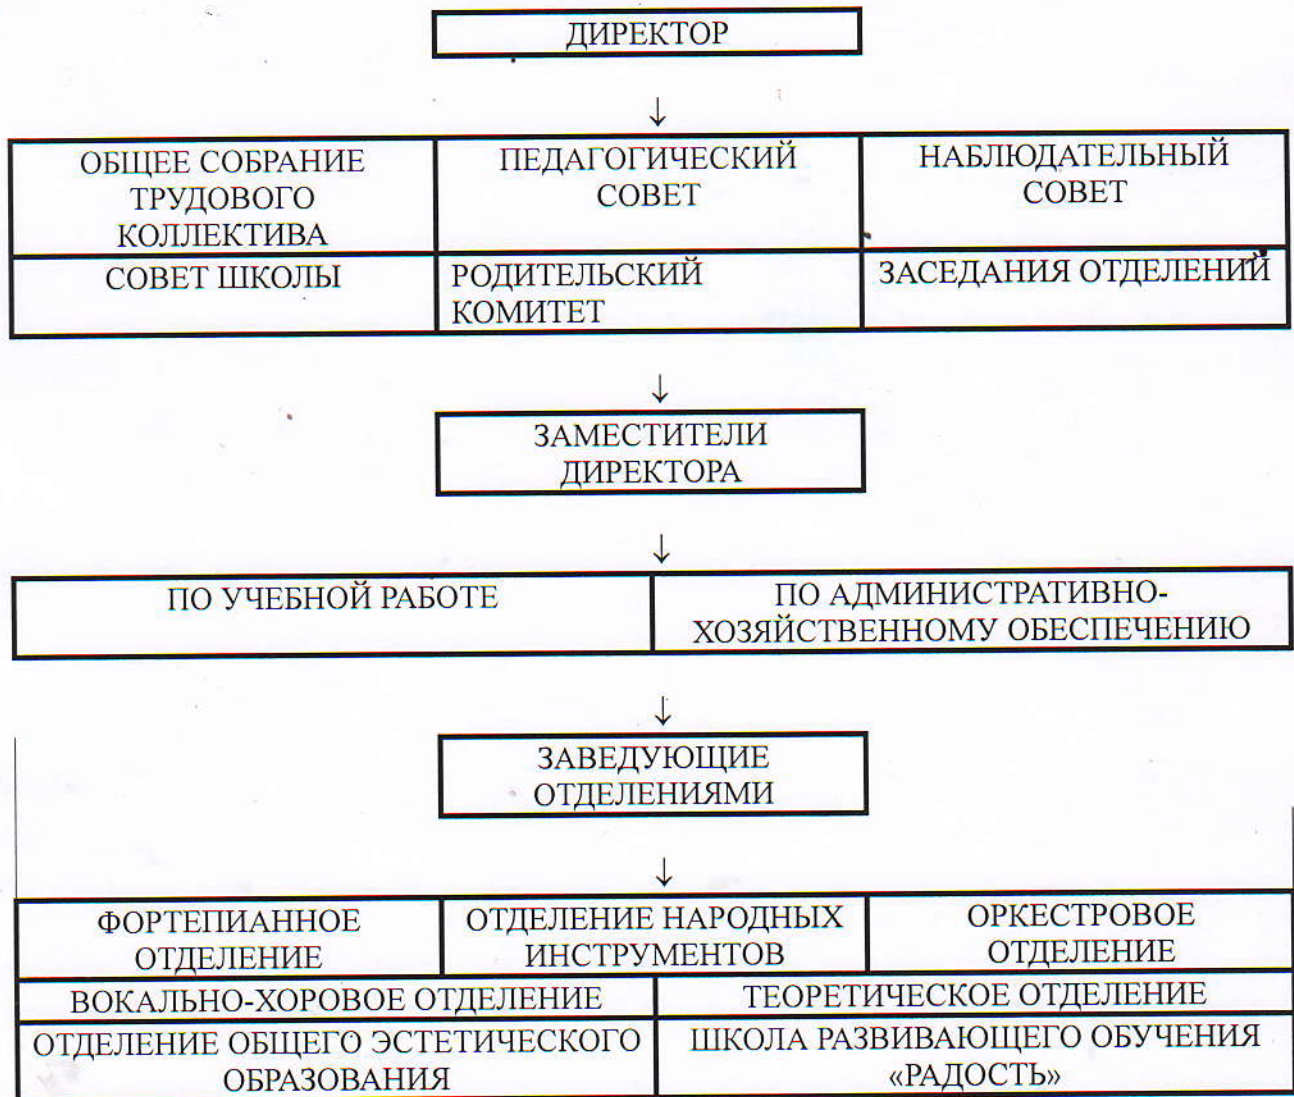 ДИРЕКТОР
↓
ОБЩЕЕ СОБРАНИЕ
ТРУДОВОГО
КОЛЛЕКТИВА
ПЕДАГОГИЧЕСКИЙ
СОВЕТ
НАБЛЮДАТЕЛЬНЫЙ
СОВЕТ
СОВЕТ ШКОЛЫ
РОДИТЕЛЬСКИЙ
КОМИТЕТ
ЗАСЕДАНИЯ ОТДЕЛЕНИЙ
↓
ЗАМЕСТИТЕЛИ
ДИРЕКТОРА
↓
ПО УЧЕБНОЙ РАБОТЕ
ПО АДМИНИСТРАТИВНО-
ХОЗЯЙСТВЕННОМУ ОБЕСПЕЧЕНИЮ
↓
ЗАВЕДУЮЩИЕ
ОТДЕЛЕНИЯМИ
↓
ФОРТЕПИАННОЕ
ОТДЕЛЕНИЕ
ОТДЕЛЕНИЕ НАРОДНЫХ
ИНСТРУМЕНТОВ
ОРКЕСТРОВОЕ
ОТДЕЛЕНИЕ
ВОКАЛЬНО-ХОРОВОЕ ОТДЕЛЕНИЕ
ТЕОРЕТИЧЕСКОЕ ОТДЕЛЕНИЕ
ОТДЕЛЕНИЕ ОБЩЕГО ЭСТЕТИЧЕСКОГО
ОБРАЗОВАНИЯ
ШКОЛА РАЗВИВАЮЩЕГО ОБУЧЕНИЯ
«РАДОСТЬ»